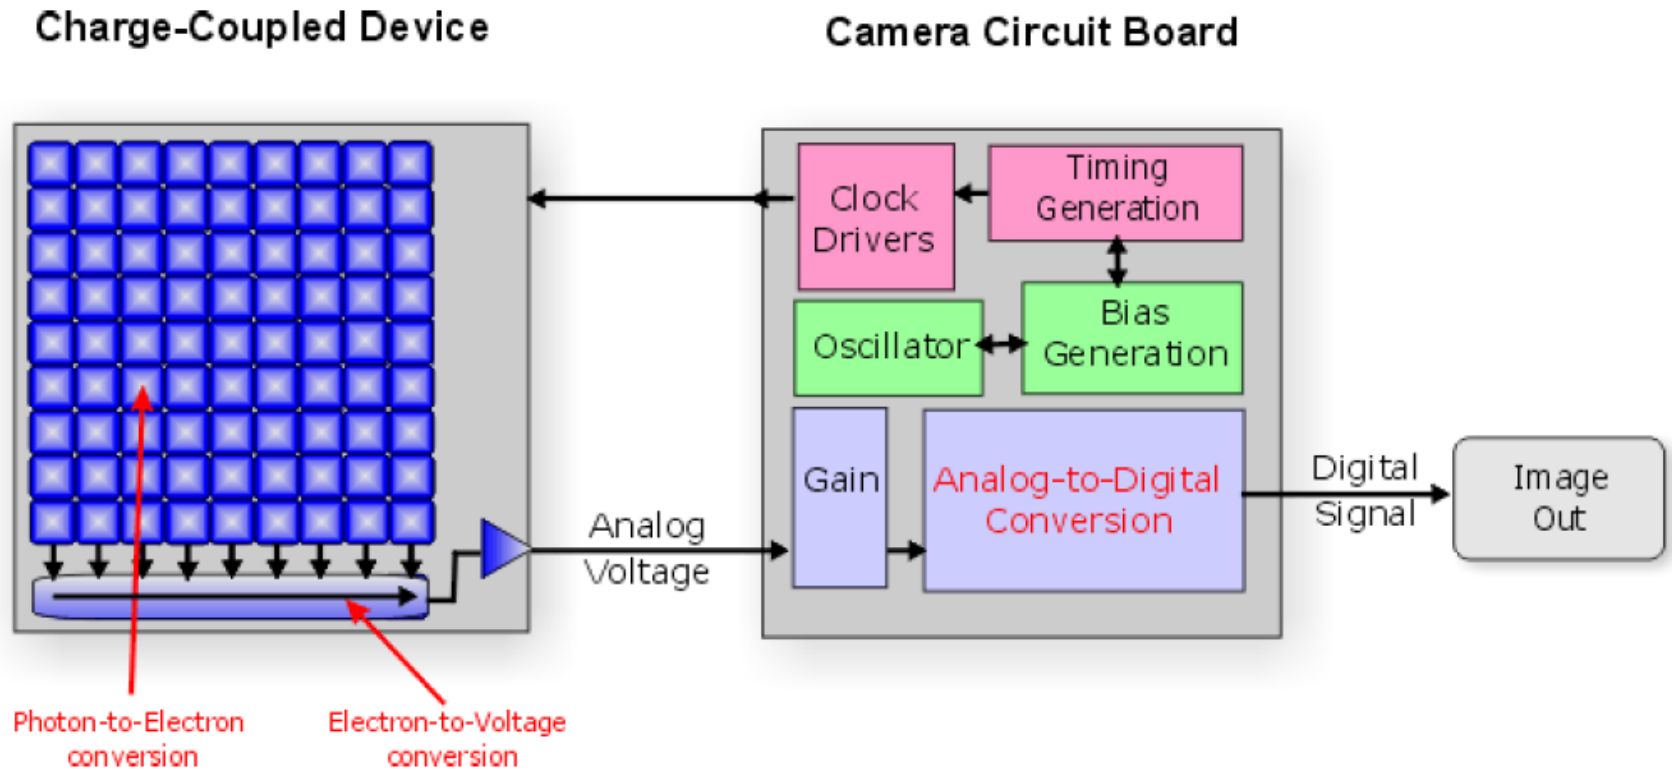 Charge-Coupled Device
Camera Circuit Board
Clock
Drivers
Timing
Generation
Oscillator
Bias
Generation
Gain
Analog-to-Digital
Conversion
Analog
Voltage
Digital
Signal
Image
Out
Photon-to-Electron
conversion
Electron-to-Voltage
conversion